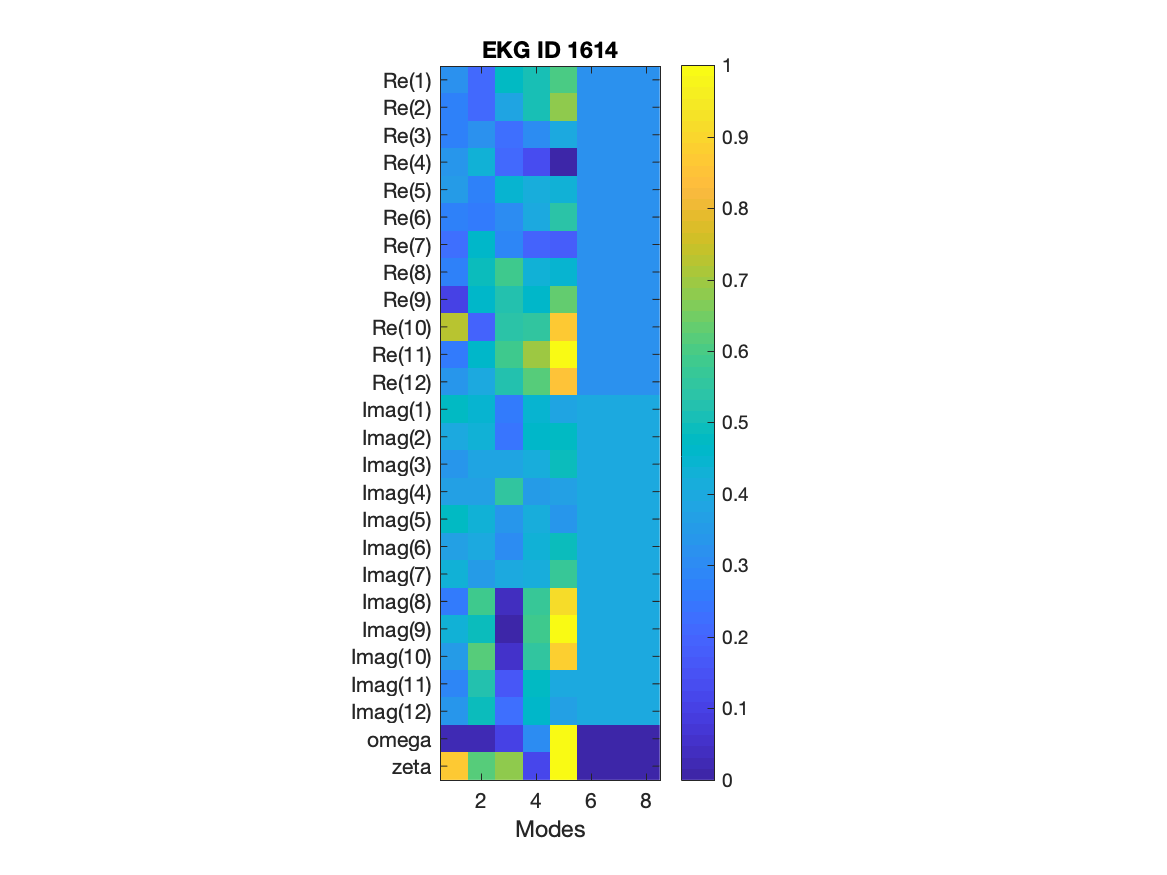 EKG ID 1614
Re(1)
Re(2)
Re(3)
Re(4)
Re(5)
Re(6)
Re(7)
Re(8)
Re(9)
Re(10)
Re(11)
Re(12)
Imag(1)
Imag(2)
Imag(3)
Imag(4)
Imag(5)
Imag(6)
Imag(7)
Imag(8)
Imag(9)
Imag(10)
Imag(11)
Imag(12)
omega
zeta
2 4 6 8
Modes
1
0.9
0.8
0.7
0.6
0.5
0.4
0.3
0.2
0.1
0